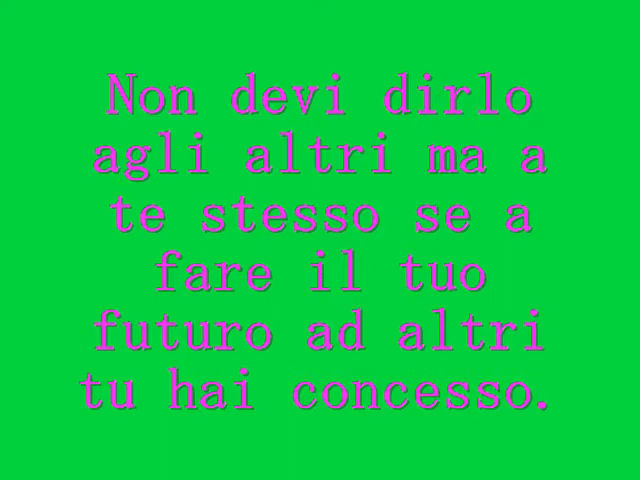 Non devi dirlo
agli altri ma a
te stesso se a
fare il tuo
futuro ad altri
tu hai concesso.